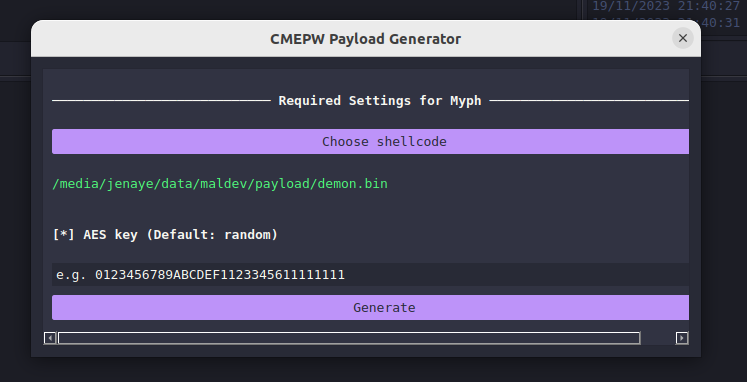 19/11/2023 21:40:27
19/11/2023 21:40:31
CMEPW Payload Generator
Required Settings for Myph
Choose shellcode
/media/jenaye/data/maldev/payload/demon.bin
[*] AES key (Default: random)
e.g. 0123456789ABCDEF1123345611111111
Generate